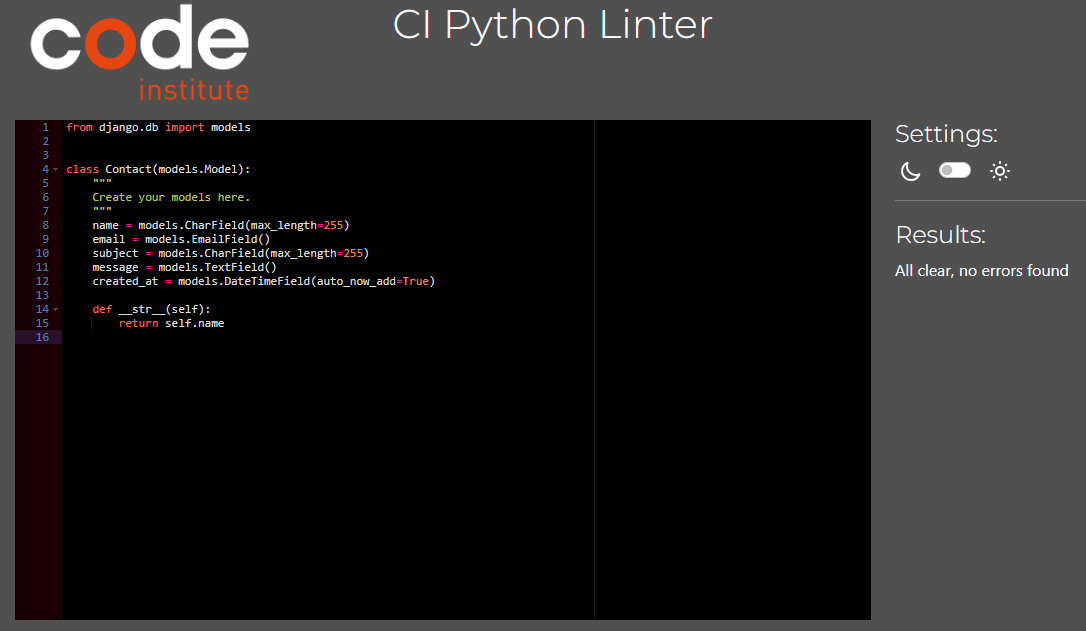 code
institute
CI Python Linter
1 from django.db import models
2
3
4 class Contact(models.Model):
5     """
6     Create your models here.
7     """
8     name = models.CharField(max_length=255)
9     email = models.EmailField()
10     subject = models.CharField(max_length=255)
11     message = models.TextField()
12     created_at = models.DateTimeField(auto_now_add=True)
13
14     def __str__(self):
15         return self.name
16
Settings:
Results:
All clear, no errors found